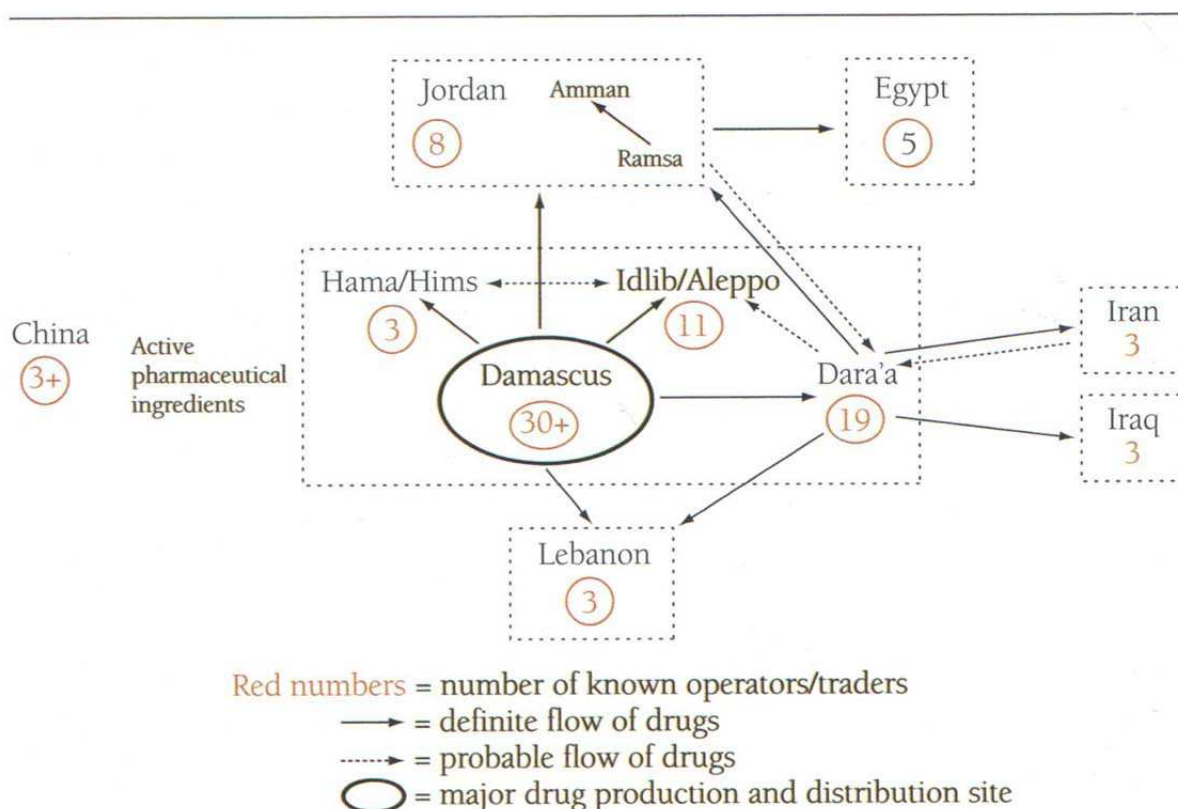 Jordan
Amman
8
Ramsa
Egypt
5
Hama/Hims
3
Idlib/Aleppo
11
China
3+
Active
pharmaceutical
ingredients
Damascus
30+
Dara'a
19
Iran
3
Iraq
3
Lebanon
3
Red numbers = number of known operators/traders
= definite flow of drugs
= probable flow of drugs
= major drug production and distribution site